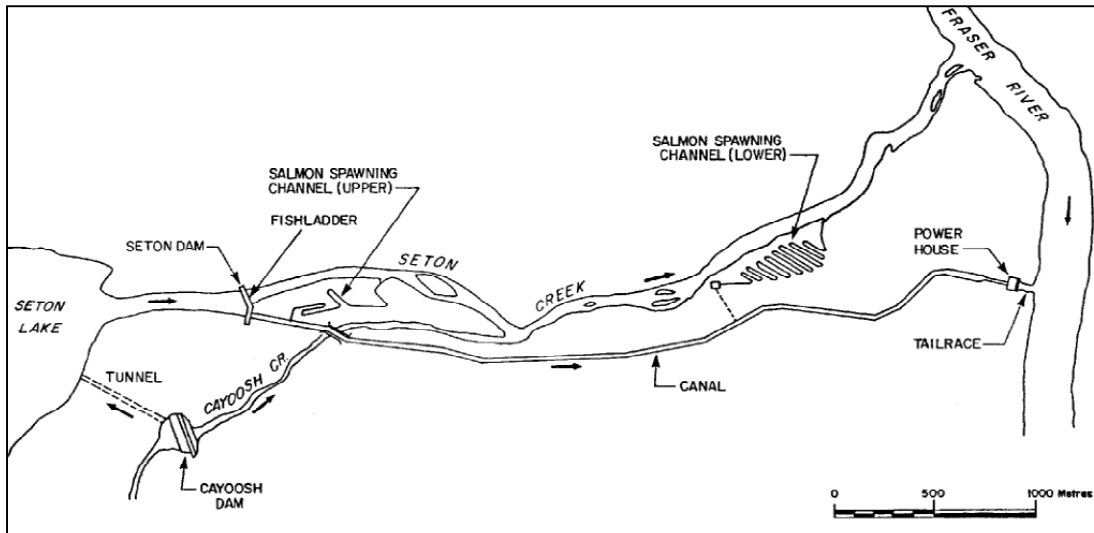 FRASER
RIVER
SALMON SPAWNING
CHANNEL (LOWER)
SALMON SPAWNING
CHANNEL (UPPER)
FISHLADDER
SETON DAM
SETON
CREEK
POWER
HOUSE
SETON
LAKE
TAILRACE
TUNNEL
CAYOOSH CR.
CANAL
CAYOOSH
DAM
0 500 1000 Metres